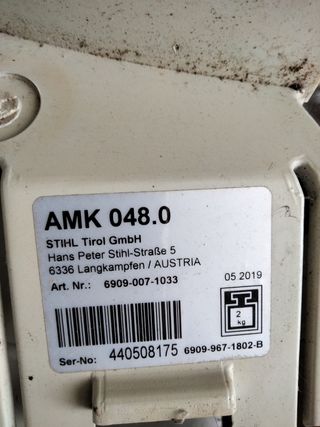 AMK 048.0
STIHL Tirol GmbH
Hans Peter Stihl-Straße 5
6336 Langkampfen / AUSTRIA
Art. Nr.: 6909-007-1033
05 2019
2
kg
Ser-No: 440508175 6909-967-1802-B